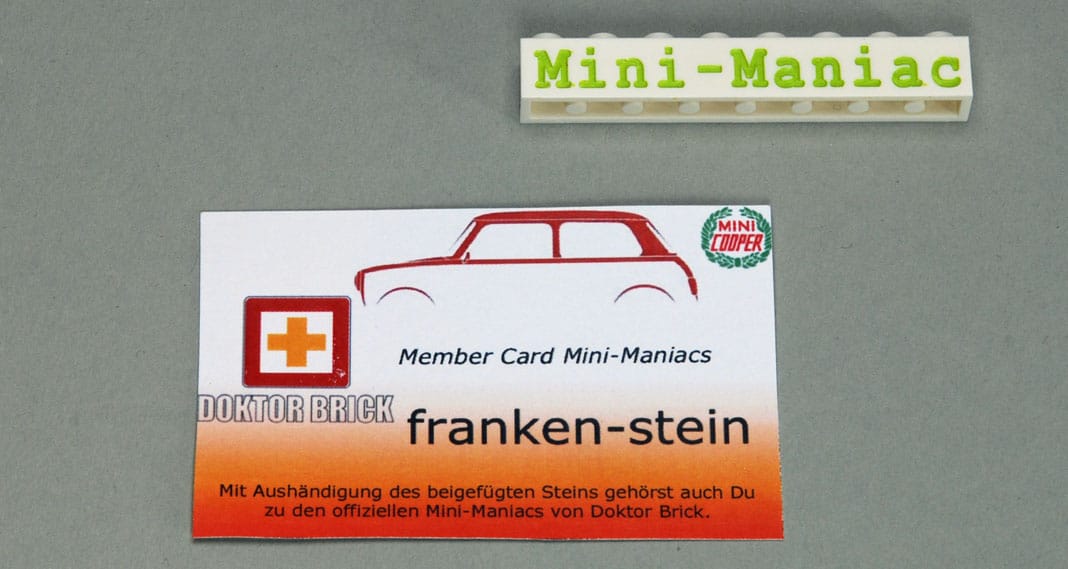 Mini-Maniac
MINI
COOPER
Member Card Mini-Maniacs
DOKTOR BRICK
franken-stein
Mit Aushändigung des beigefügten Steins gehörst auch Du
zu den offiziellen Mini-Maniacs von Doktor Brick.